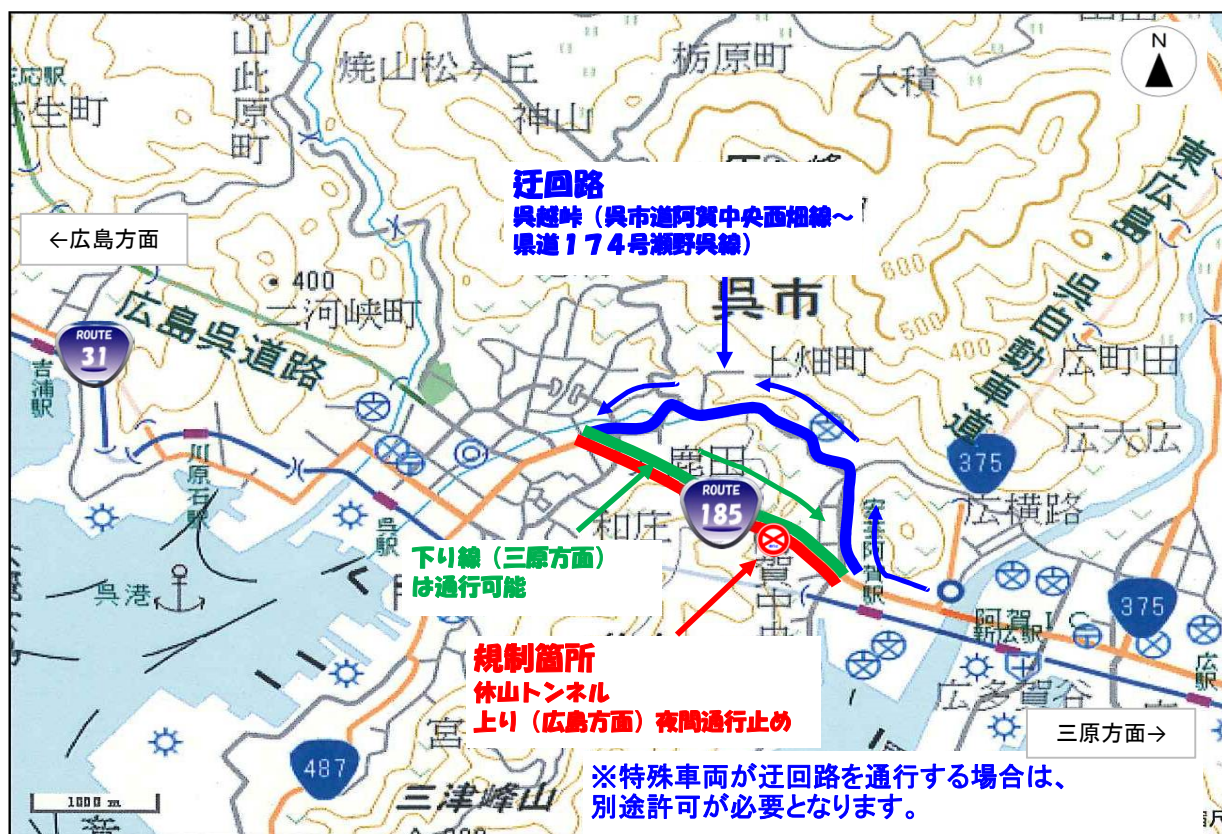 焼山松ヶ丘
栃原町
大積
神山
N
生町
焼山此原町
東広島・呉自動車道
迂回路
呉越峠（呉市道阿賀中央西畑線～
県道１７４号瀬野呉線）
←広島方面
400
二河峡町
広島呉道路
呉市
600
500
400
上畑町
広町田
ROUTE
31
吉浦駅
川原石駅
呉駅
広大広
375
鹿田
ROUTE
185
広横路
和庄
下り線（三原方面）
は通行可能
安芸阿賀駅
呉港
375
阿賀ＩＣ
新広駅
広駅
規制箇所
休山トンネル
上り（広島方面）夜間通行止め
広多賀谷
三原方面→
宮
487
※特殊車両が迂回路を通行する場合は、
別途許可が必要となります。
1000 m
三津峰山